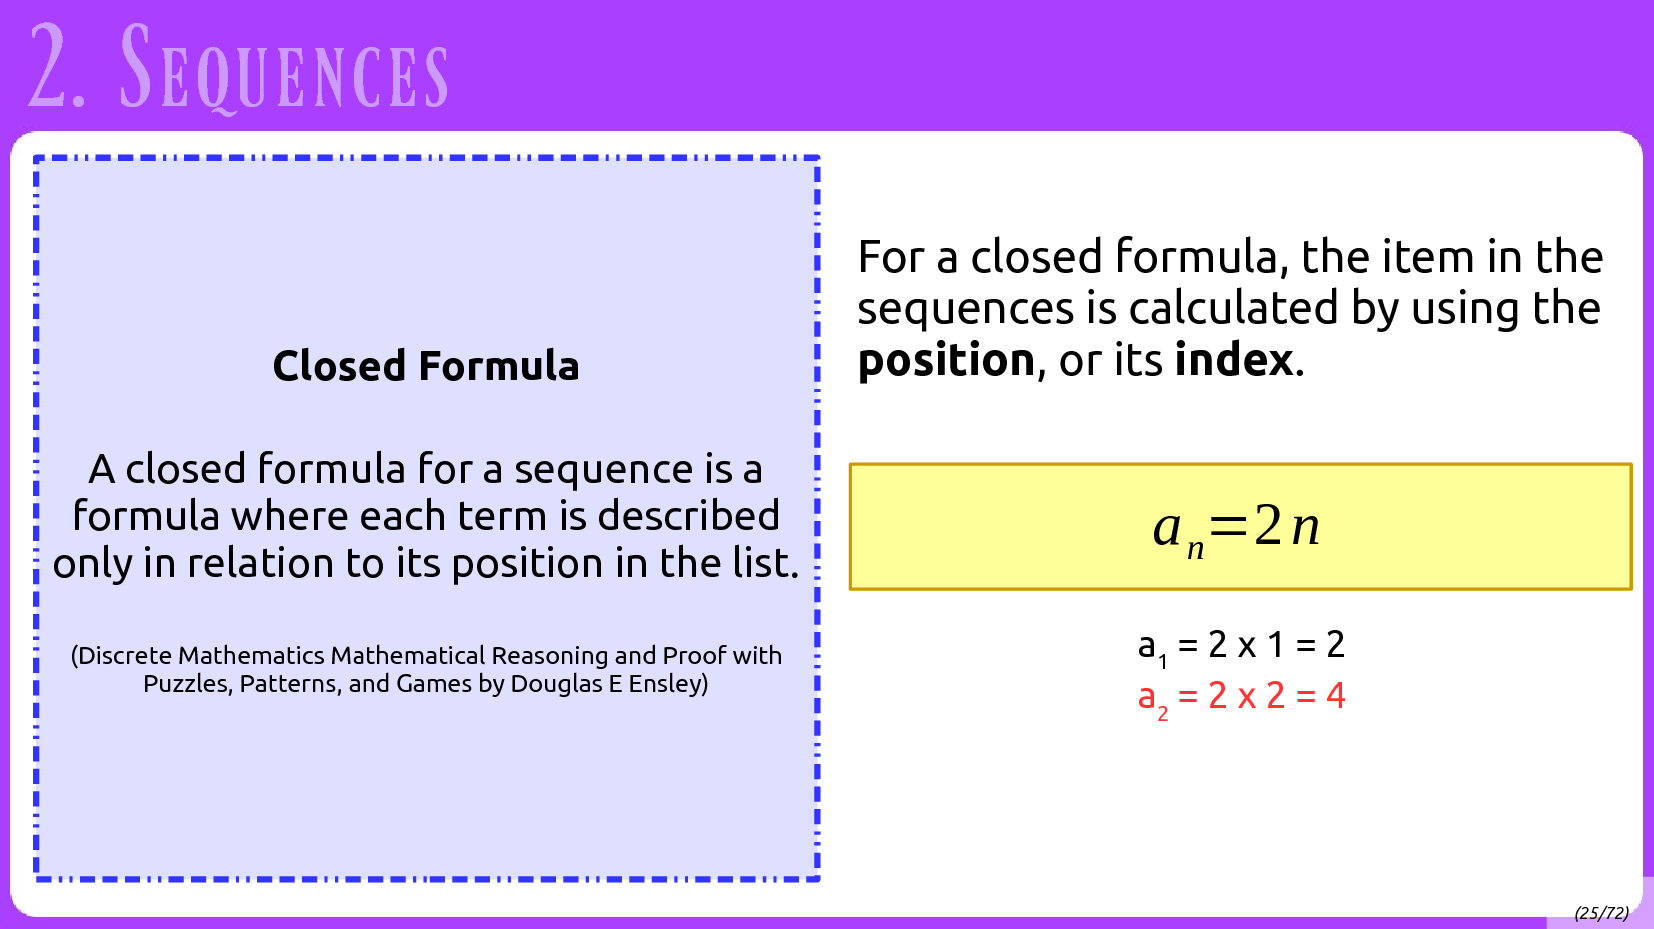 2. Sequences
Closed Formula
A closed formula for a sequence is a
formula where each term is described
only in relation to its position in the list.
(Discrete Mathematics Mathematical Reasoning and Proof with
Puzzles, Patterns, and Games by Douglas E Ensley)
For a closed formula, the item in the
sequences is calculated by using the
position, or its index.
aₙ=2n
a₁ = 2 x 1 = 2
a₂ = 2 x 2 = 4
(25/72)